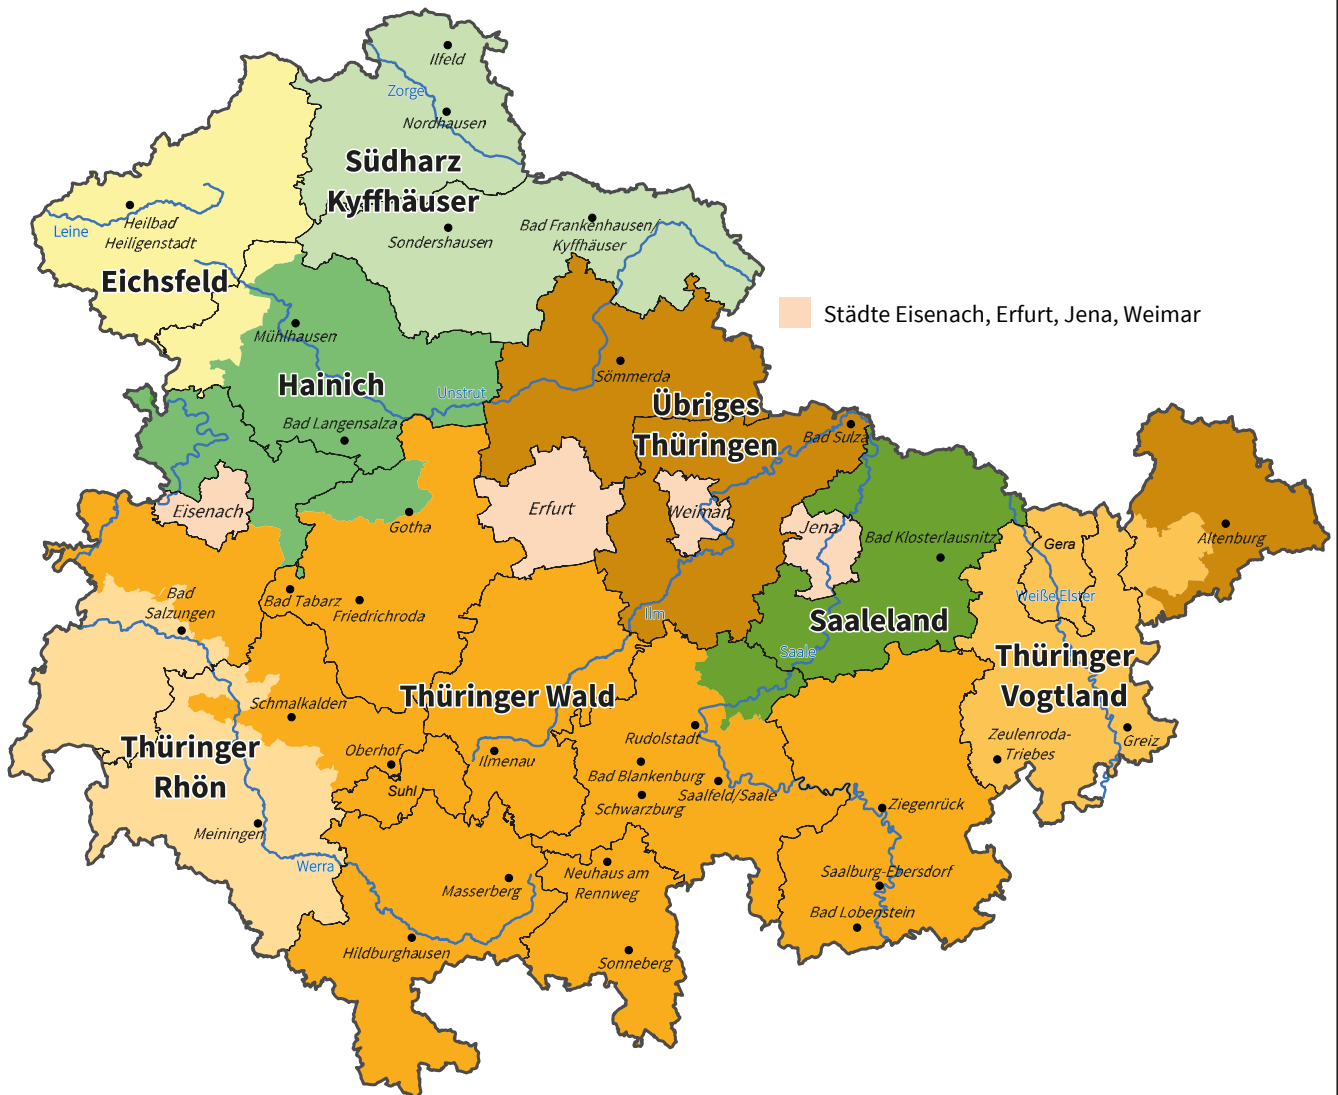 Ilfeld
Zorge
Nordhausen
Südharz
Kyffhäuser
Sondershausen
Bad Frankenhausen/
Kyffhäuser
Leine
Heilbad
Heiligenstadt
Eichsfeld
Städte Eisenach, Erfurt, Jena, Weimar
Mühlhausen
Hainich
Unstrut
Sömmerda
Übriges
Thüringen
Bad Langensalza
Bad Sulza
Eisenach
Gotha
Erfurt
Weimar
Jena
Bad Klosterlausnitz
Gera
Altenburg
Bad
Salzungen
Bad Tabarz
Friedrichroda
Ilm
Saaleland
Weiße Elster
Saale
Thüringer
Vogtland
Thüringer Wald
Schmalkalden
Thüringer
Rhön
Oberhof
Suhl
Ilmenau
Rudolstadt
Bad Blankenburg
Schwarzburg
Saalfeld/Saale
Zeulenroda-
Triebes
Greiz
Ziegenrück
Meiningen
Werra
Masserberg
Neuhaus am
Rennweg
Saalburg-Ebersdorf
Bad Lobenstein
Hildburghausen
Sonneberg